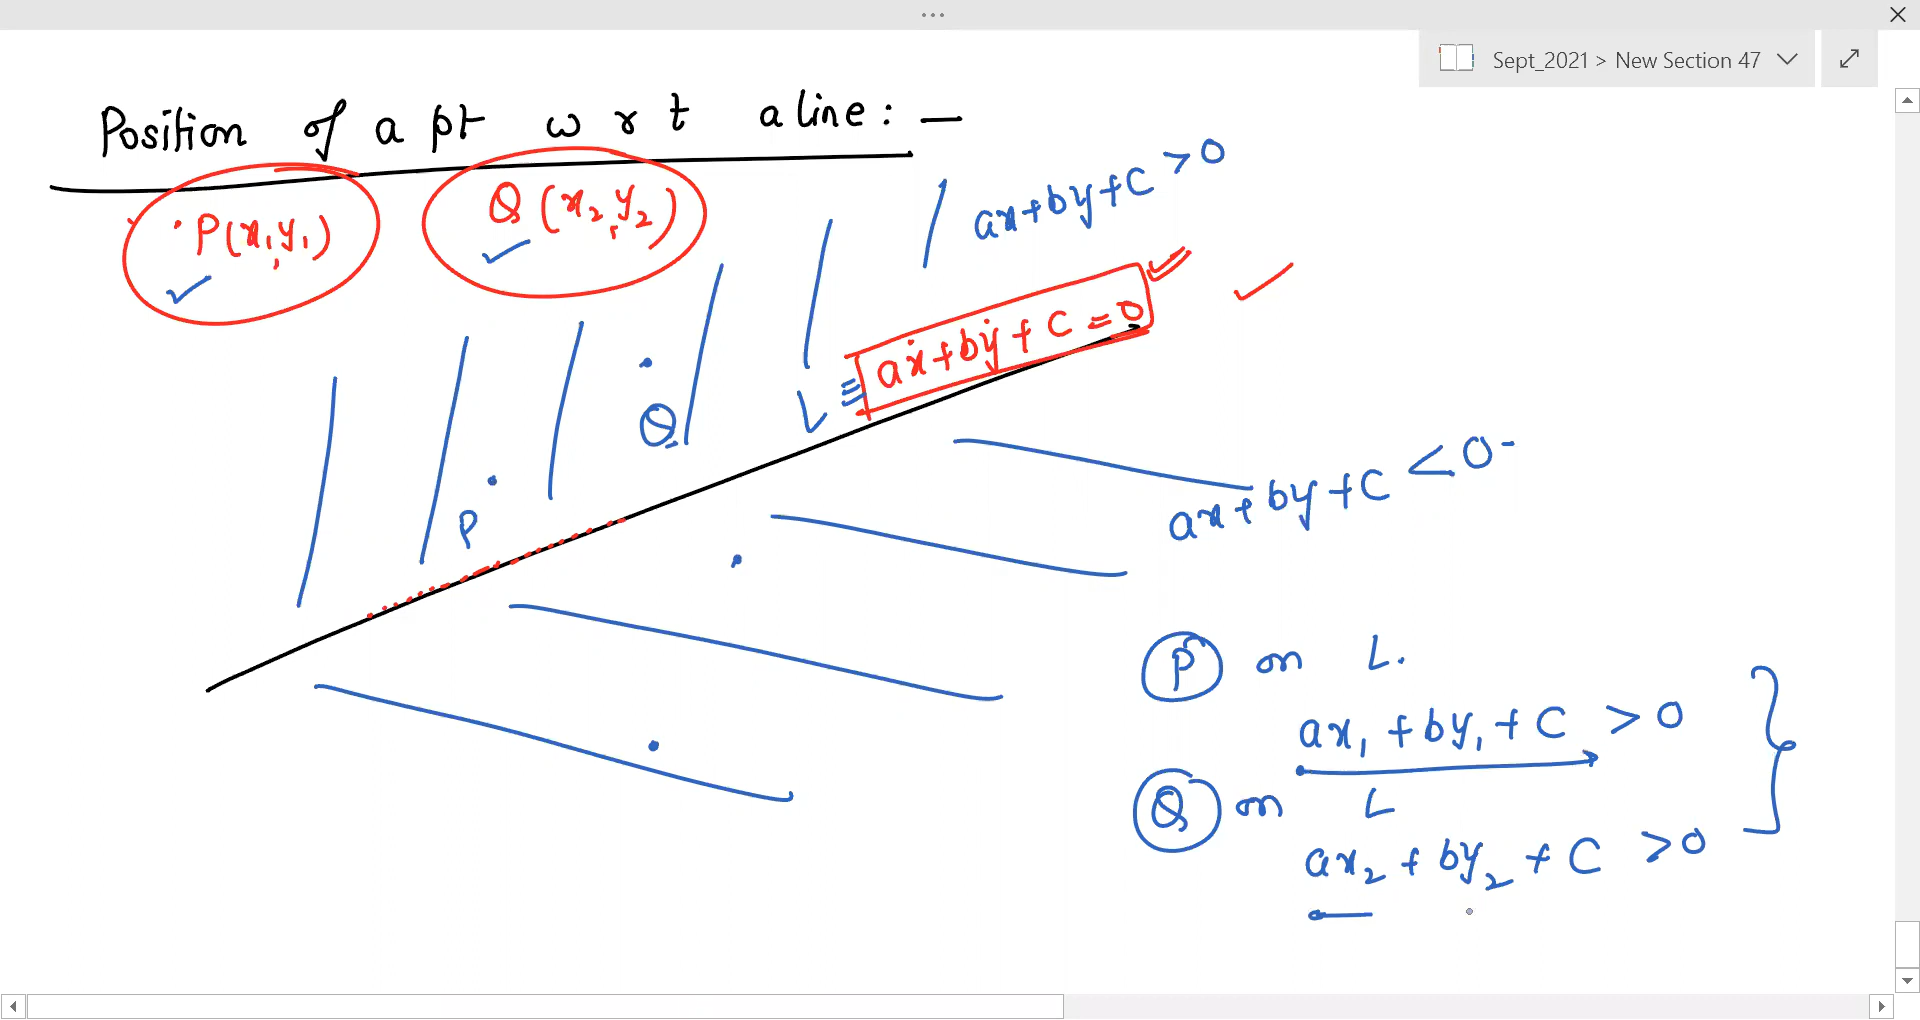 Sept_2021 > New Section 47
Position of a pt w r t a line : —
P(x₁, y₁)
Q (x₂, y₂)
ax+by+C >0
L ≡ ax+by+C=0
Q
P
ax+by+C <0
P on L.
ax₁ +by₁ + C > 0
Q on L
ax₂ + by₂ + C >0